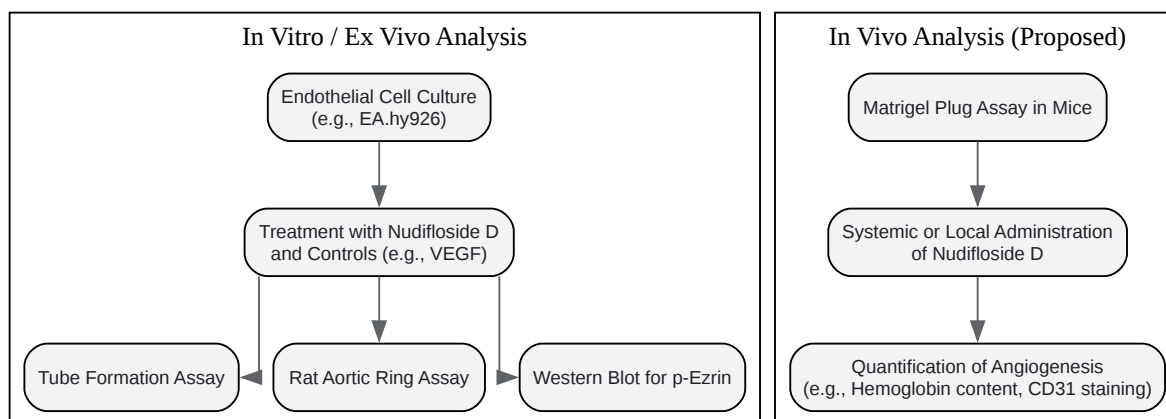 In Vitro / Ex Vivo Analysis
Endothelial Cell Culture
(e.g., EA.hy926)
Treatment with Nudifloside D
and Controls (e.g., VEGF)
Tube Formation Assay
Rat Aortic Ring Assay
Western Blot for p-Ezrin
In Vivo Analysis (Proposed)
Matrigel Plug Assay in Mice
Systemic or Local Administration
of Nudifloside D
Quantification of Angiogenesis
(e.g., Hemoglobin content, CD31 staining)